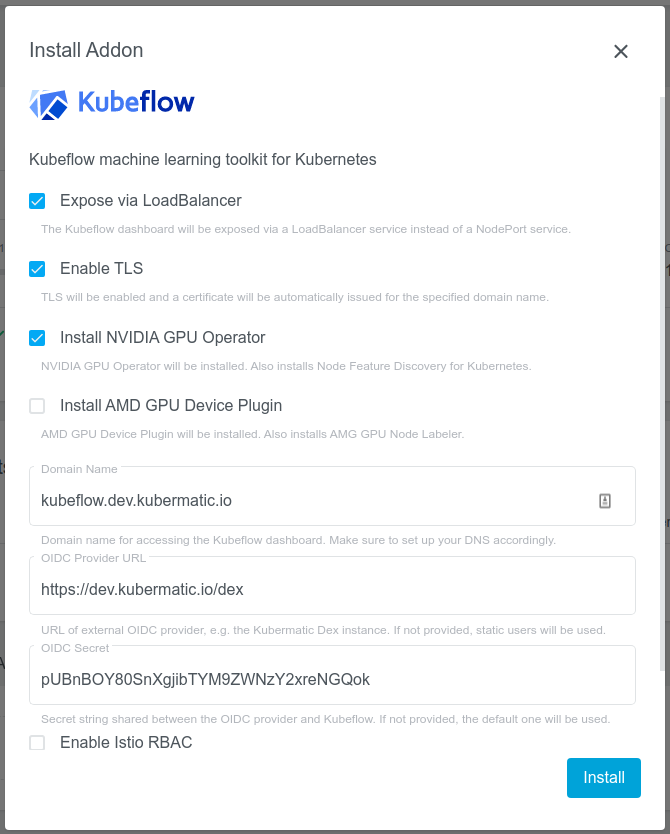 Install Addon
Kubeflow
Kubeflow machine learning toolkit for Kubernetes
Expose via LoadBalancer
The Kubeflow dashboard will be exposed via a LoadBalancer service instead of a NodePort service.
Enable TLS
TLS will be enabled and a certificate will be automatically issued for the specified domain name.
Install NVIDIA GPU Operator
NVIDIA GPU Operator will be installed. Also installs Node Feature Discovery for Kubernetes.
Install AMD GPU Device Plugin
AMD GPU Device Plugin will be installed. Also installs AMG GPU Node Labeler.
Domain Name
kubeflow.dev.kubermatic.io
Domain name for accessing the Kubeflow dashboard. Make sure to set up your DNS accordingly.
OIDC Provider URL
https://dev.kubermatic.io/dex
URL of external OIDC provider, e.g. the Kubermatic Dex instance. If not provided, static users will be used.
OIDC Secret
pUBnBOY80SnXgjibTYM9ZWNzY2xreNGQok
Secret string shared between the OIDC provider and Kubeflow. If not provided, the default one will be used.
Enable Istio RBAC
Install